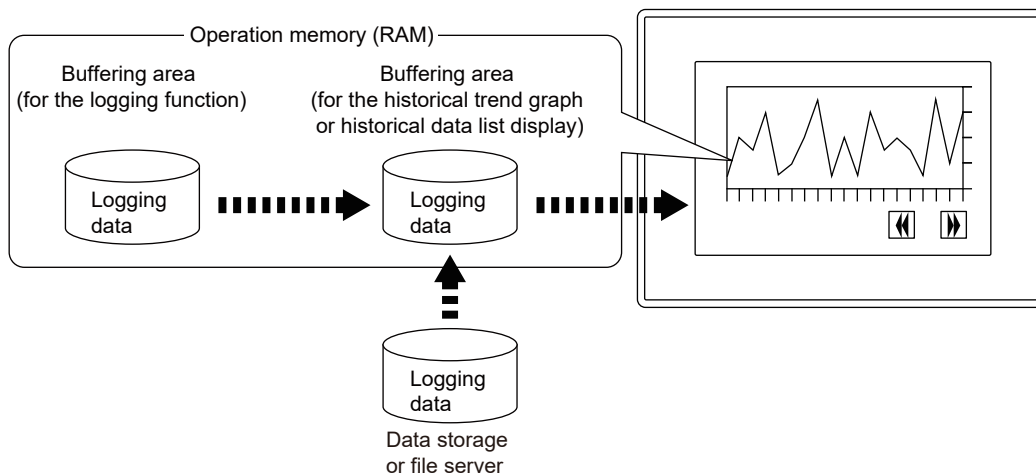 Operation memory (RAM)
Buffering area
(for the logging function)
Buffering area
(for the historical trend graph
or historical data list display)
Logging
data
Logging
data
Logging
data
Data storage
or file server